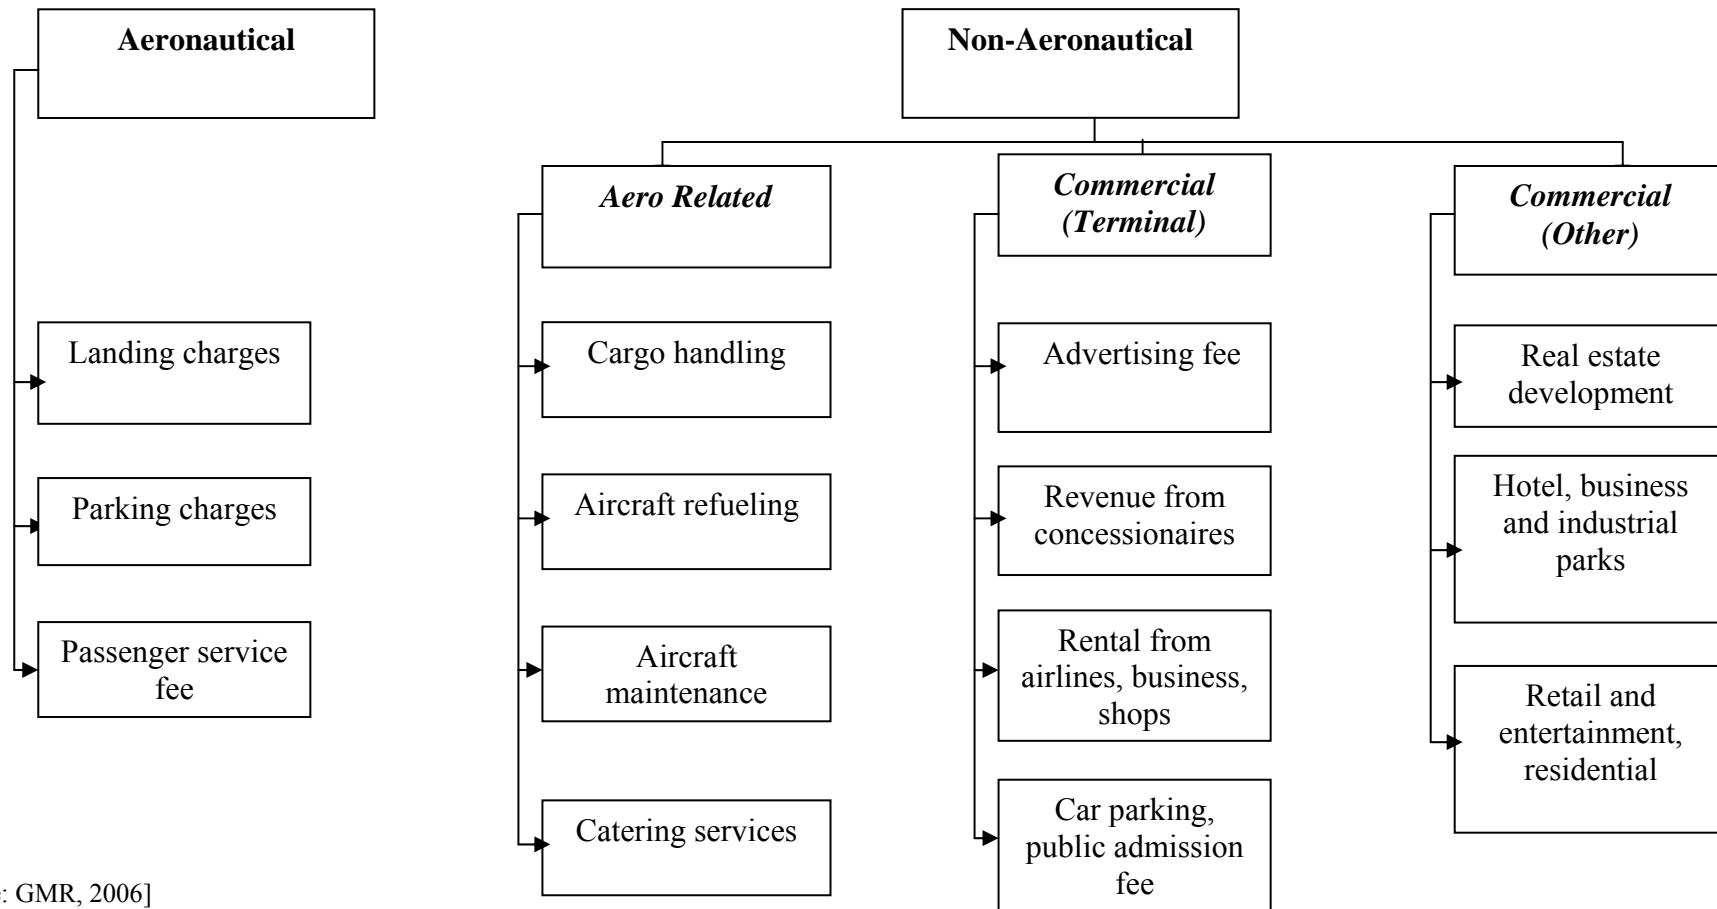 Aeronautical
Non-Aeronautical
Aero Related
Commercial
(Terminal)
Commercial
(Other)
Landing charges
Cargo handling
Advertising fee
Real estate
development
Parking charges
Aircraft refueling
Revenue from
concessionaires
Hotel, business
and industrial
parks
Passenger service
fee
Aircraft
maintenance
Rental from
airlines, business,
shops
Retail and
entertainment,
residential
Catering services
Car parking,
public admission
fee
: GMR, 2006]